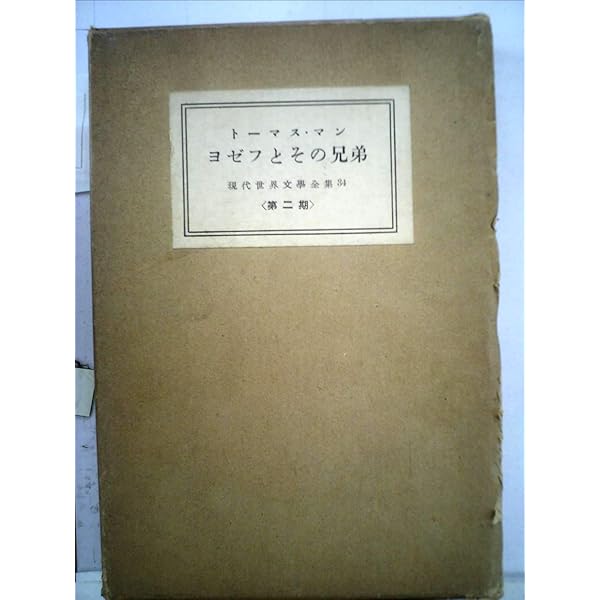 トーマス・マン
ヨゼフとその兄弟
現代世界文學全集34
〈第二期〉